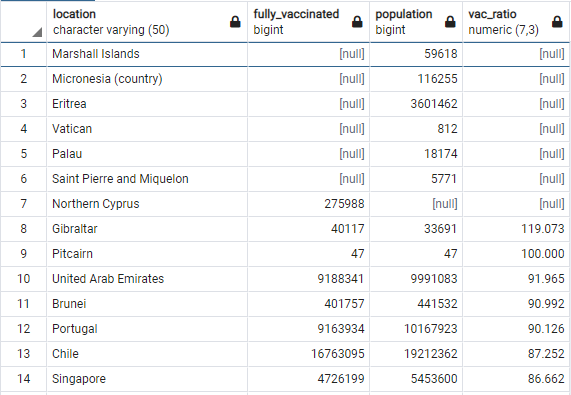 location fully_vaccinated population vac_ratio
character varying (50) bigint bigint numeric (7,3)
1 Marshall Islands [null] 59618 [null]
2 Micronesia (country) [null] 116255 [null]
3 Eritrea [null] 3601462 [null]
4 Vatican [null] 812 [null]
5 Palau [null] 18174 [null]
6 Saint Pierre and Miquelon [null] 5771 [null]
7 Northern Cyprus 275988 [null] [null]
8 Gibraltar 40117 33691 119.073
9 Pitcairn 47 47 100.000
10 United Arab Emirates 9188341 9991083 91.965
11 Brunei 401757 441532 90.992
12 Portugal 9163934 10167923 90.126
13 Chile 16763095 19212362 87.252
14 Singapore 4726199 5453600 86.662